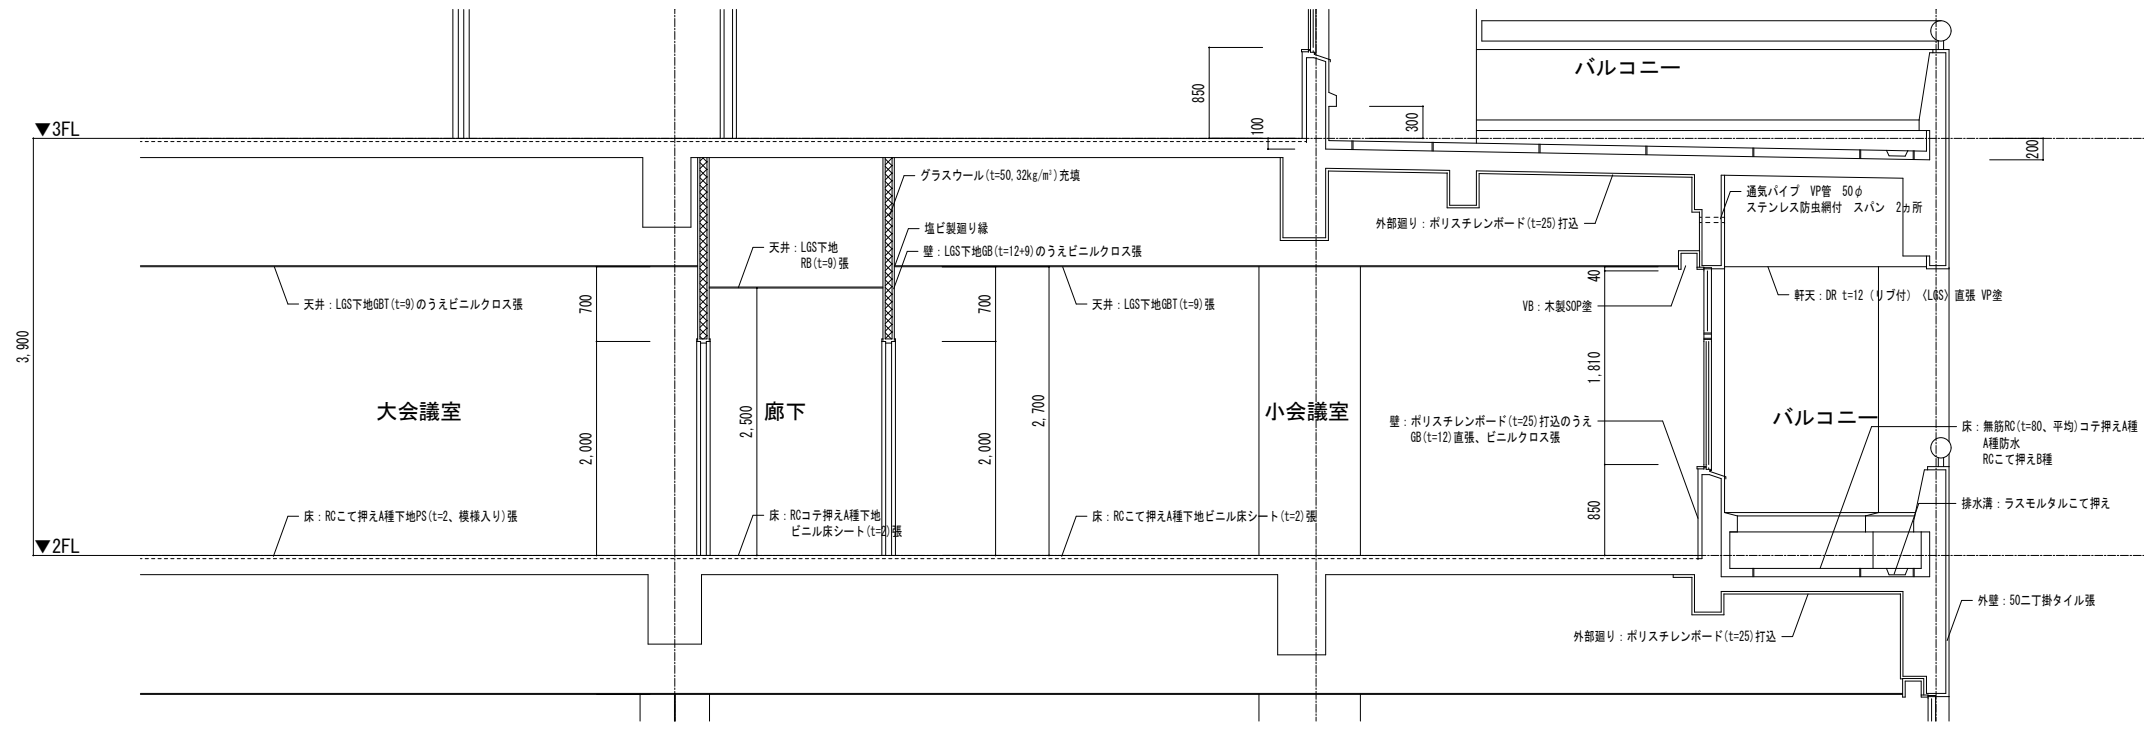 バルコニー
850
▼3FL
100
300
200
グラスウール(t=50,32kg/m³)充填
通気パイプ VP管 50φ
ステンレス防虫網付 スパン 2ヵ所
外部廻り：ポリスチレンボード(t=25)打込
塩ビ製廻り縁
天井：LGS下地
RB(t=9)張
壁：LGS下地GB(t=12+9)のうえビニルクロス張
天井：LGS下地GBT(t=9)のうえビニルクロス張
700
700
天井：LGS下地GBT(t=9)張
40
VB：木製SOP塗
軒天：DR t=12 (リブ付) 〈LGS〉直張 VP塗
3,900
1,810
大会議室
廊下
小会議室
バルコニー
2,500
2,700
2,000
2,000
壁：ポリスチレンボード(t=25)打込のうえ
GB(t=12)直張、ビニルクロス張
床：無筋RC(t=80、平均)コテ押えA種
A種防水
RCこて押えB種
850
排水溝：ラスモルタルこて押え
床：RCこて押えA種下地PS(t=2、模様入り)張
床：RCコテ押えA種下地
ビニル床シート(t=2)張
床：RCこて押えA種下地ビニル床シート(t=2)張
▼2FL
外壁：50二丁掛タイル張
外部廻り：ポリスチレンボード(t=25)打込